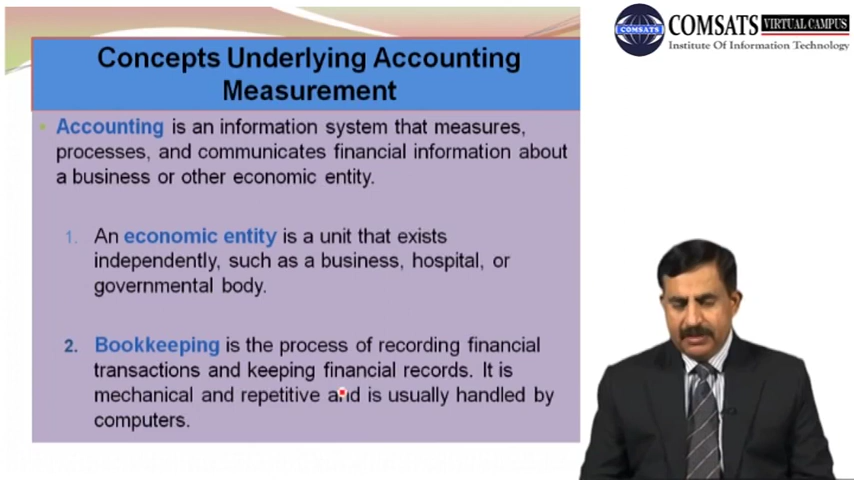 Concepts Underlying Accounting
Measurement
Accounting is an information system that measures,
processes, and communicates financial information about
a business or other economic entity.
1. An economic entity is a unit that exists
independently, such as a business, hospital, or
governmental body.
2. Bookkeeping is the process of recording financial
transactions and keeping financial records. It is
mechanical and repetitive and is usually handled by
computers.
COMSATS
COMSATS VIRTUAL CAMPUS
Institute Of Information Technology